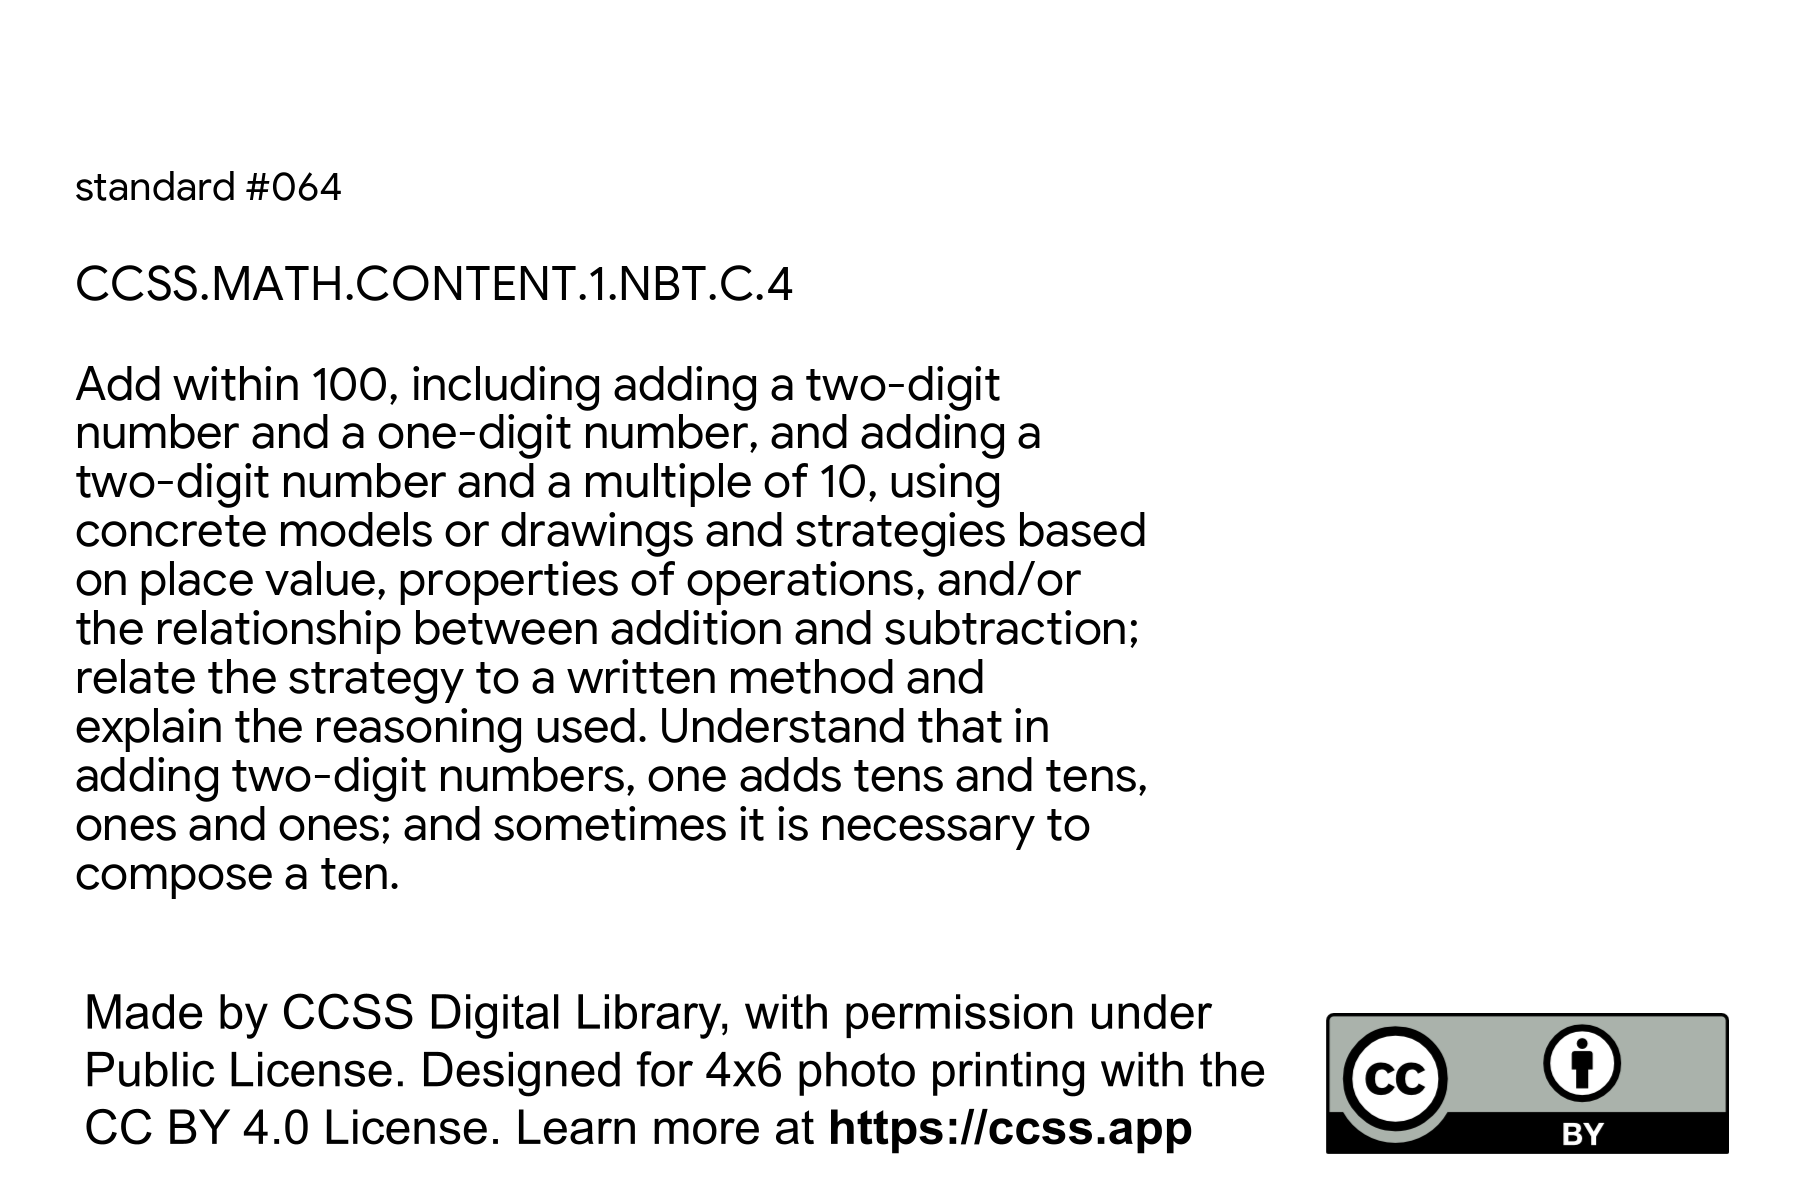 standard #064
CCSS.MATH.CONTENT.1.NBT.C.4
Add within 100, including adding a two-digit
number and a one-digit number, and adding a
two-digit number and a multiple of 10, using
concrete models or drawings and strategies based
on place value, properties of operations, and/or
the relationship between addition and subtraction;
relate the strategy to a written method and
explain the reasoning used. Understand that in
adding two-digit numbers, one adds tens and tens,
ones and ones; and sometimes it is necessary to
compose a ten.
Made by CCSS Digital Library, with permission under
Public License. Designed for 4x6 photo printing with the
CC BY 4.0 License. Learn more at https://ccss.app
CC
BY